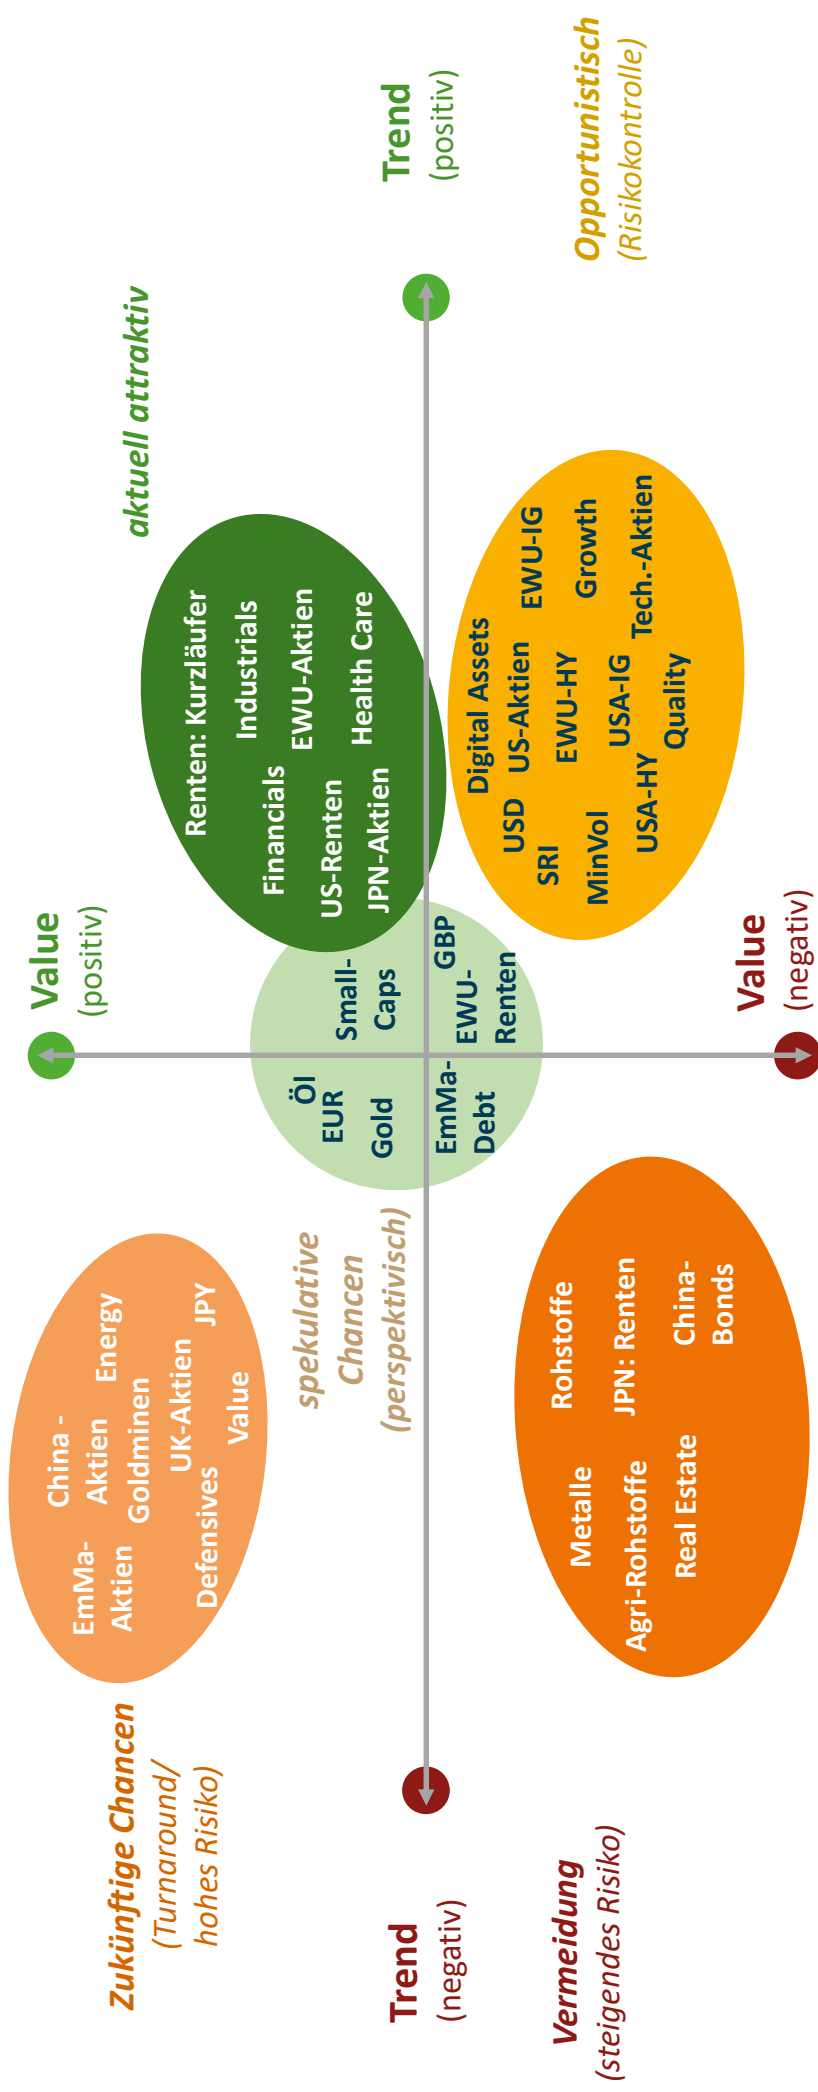 Value
(positiv)
aktuell attraktiv
Zukünftige Chancen
(Turnaround/
hohes Risiko)
China -
Aktien
EmMa-
Aktien
Energy
Goldminen
UK-Aktien
JPY
Defensives
Value
Renten: Kurzläufer
Industrials
Financials
EWU-Aktien
US-Renten
Health Care
JPN-Aktien
spekulative
Chancen
(perspektivisch)
Öl
EUR
Small-
Caps
Gold
GBP
EmMa-
Debt
EWU-
Renten
Trend
(negativ)
Trend
(positiv)
Digital Assets
USD
US-Aktien
EWU-IG
SRI
EWU-HY
Growth
MinVol
USA-IG
Tech.-Aktien
USA-HY
Quality
Opportunistisch
(Risikokontrolle)
Rohstoffe
Metalle
JPN: Renten
Agri-Rohstoffe
China-
Bonds
Real Estate
Vermeidung
(steigendes Risiko)
Value
(negativ)